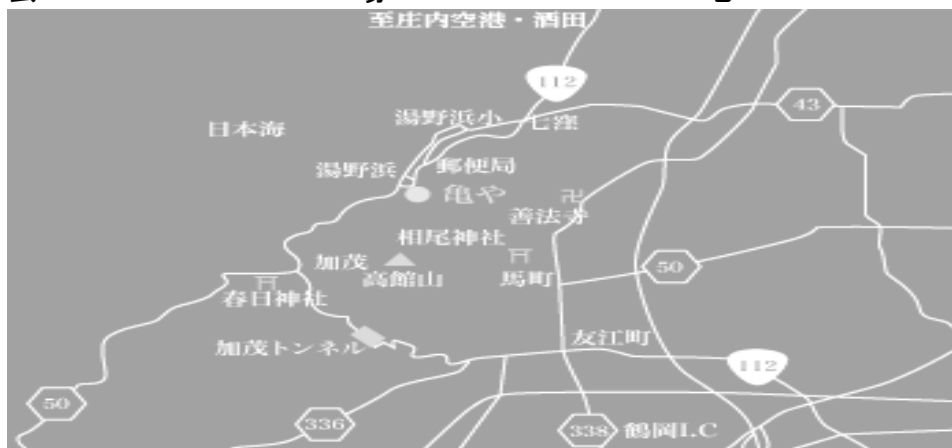 至庄内空港・酒田
112
43
湯野浜小
七窪
日本海
湯野浜
郵便局
亀や
善法寺
相尾神社
加茂
高館山
馬町
50
春日神社
加茂トンネル
友江町
112
50
336
338
鶴岡I.C